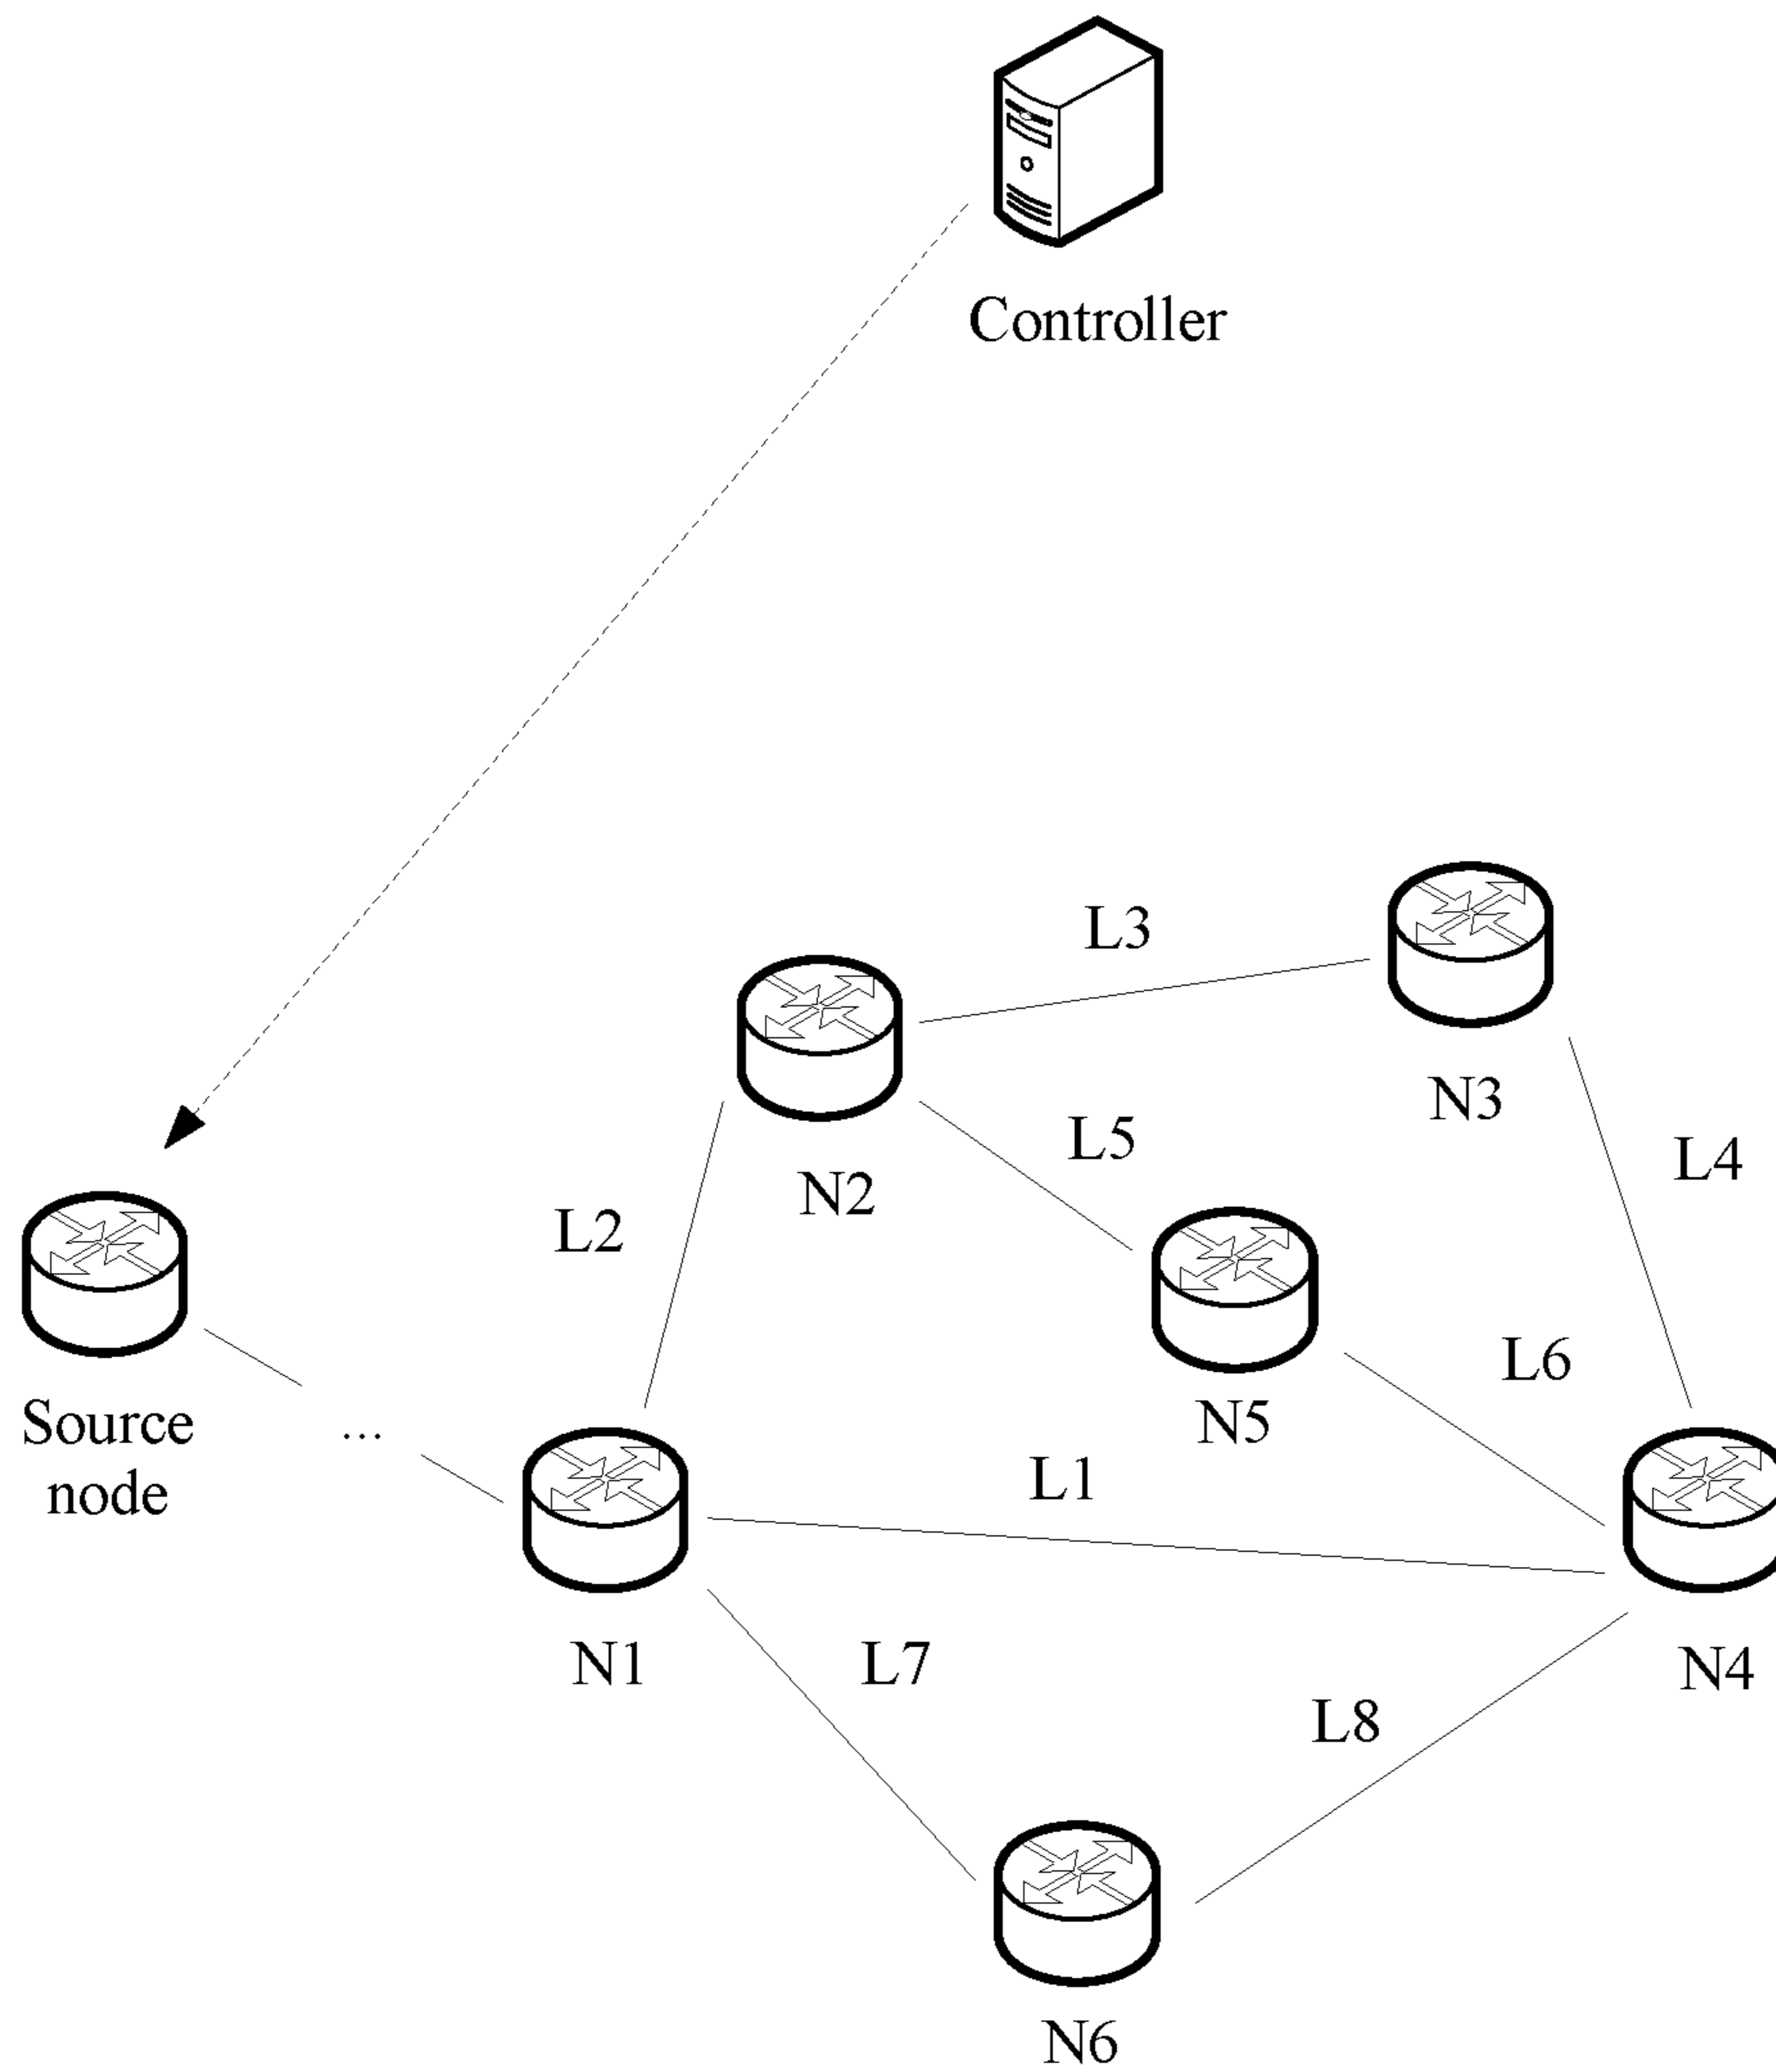 Controller
L3
N3
L5
L4
N2
L2
L6
Source
node
...
N5
L1
N1
L7
N4
L8
N6